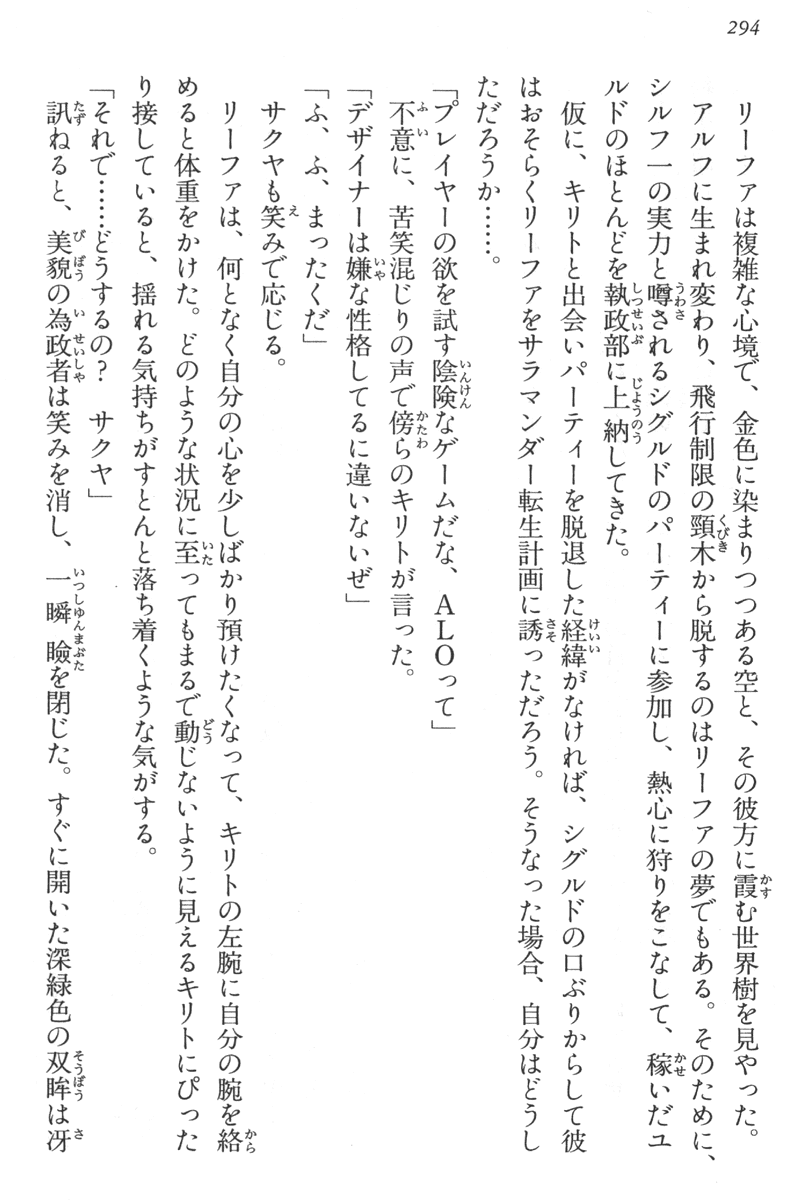 294
リーファは複雑な心境で、金色に染まりつつある空と、その彼方に霞む世界樹を見やった。
アルフに生まれ変わり、飛行制限の頸木から脱するのはリーファの夢でもある。そのために、
シルフ一の実力と噂されるシグルドのパーティーに参加し、熱心に狩りをこなして、稼いだユ
ルドのほとんどを執政部に上納してきた。
仮に、キリトと出会いパーティーを脱退した経緯がなければ、シグルドの口ぶりからして彼
はおそらくリーファをサラマンダー転生計画に誘っただろう。そうなった場合、自分はどうし
ただろうか……。
「プレイヤーの欲を試す陰険なゲームだな、ALOって」
不意に、苦笑混じりの声で傍らのキリトが言った。
「デザイナーは嫌な性格してるに違いないぜ」
「ふ、ふ、まったくだ」
サクヤも笑みで応じる。
リーファは、何となく自分の心を少しばかり預けたくなって、キリトの左腕に自分の腕を絡
めると体重をかけた。どのような状況に至ってもまるで動じないように見えるキリトにぴった
り接していると、揺れる気持ちがすとんと落ち着くような気がする。
「それで……どうするの？　サクヤ」
訊ねると、美貌の為政者は笑みを消し、一瞬瞼を閉じた。すぐに開いた深緑色の双眸は冴